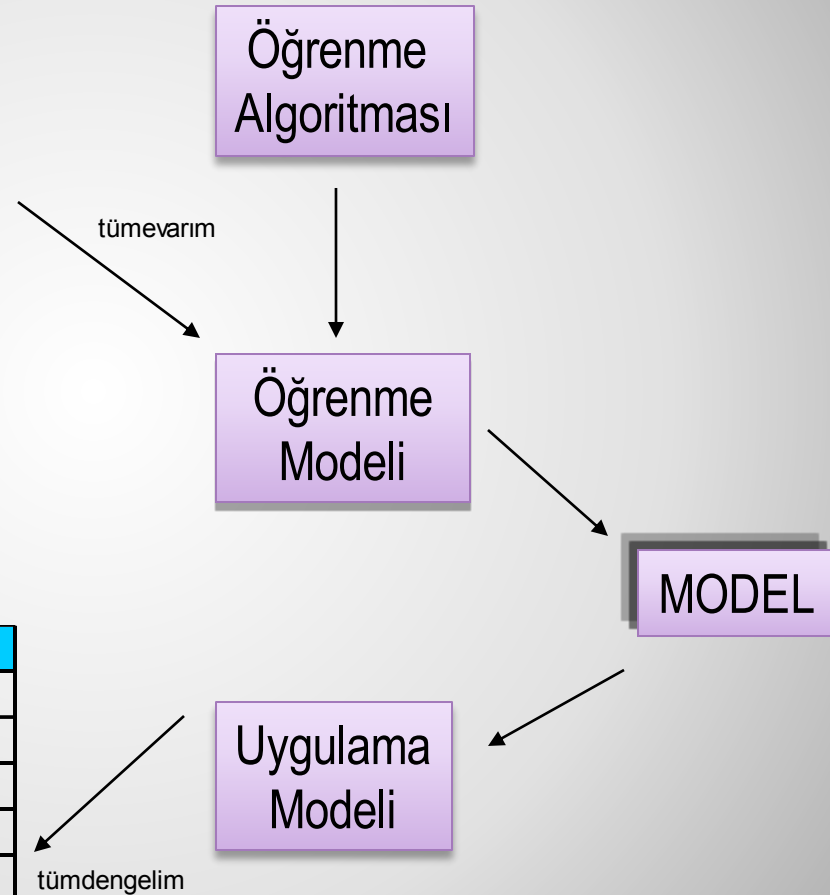 Öğrenme
Algoritması
tümevarım
Öğrenme
Modeli
MODEL
Uygulama
Modeli
tümdengelim